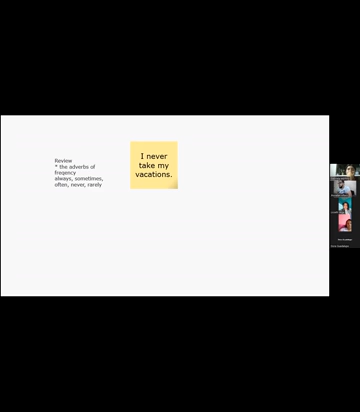 Review
* the adverbs of
freqency
always, sometimes,
often, never, rarely
I never
take my
vacations.